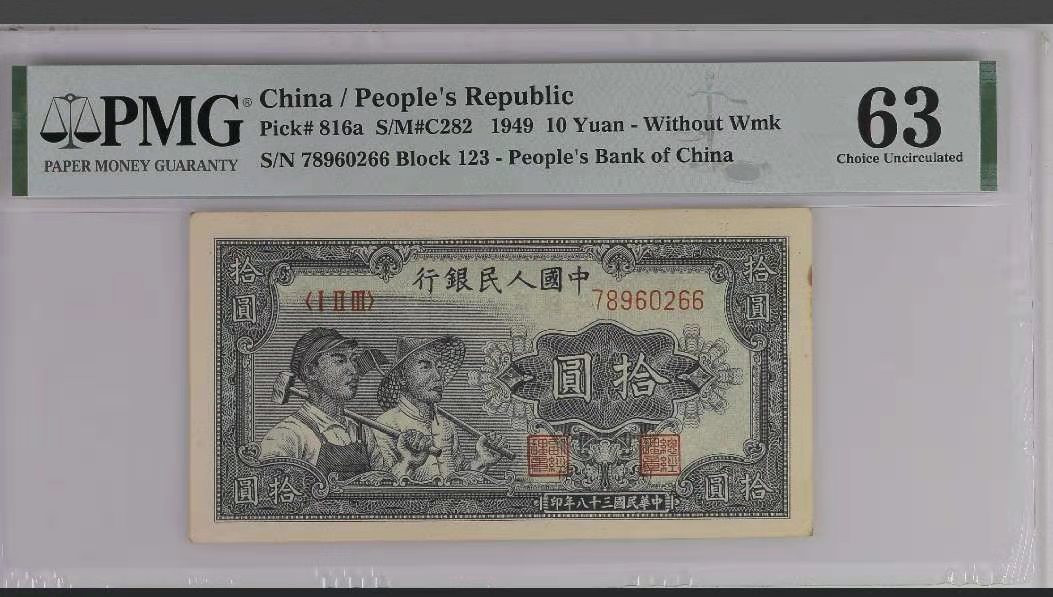 PMG®
PAPER MONEY GUARANTY
China / People's Republic
Pick# 816a S/M#C282 1949 10 Yuan - Without Wmk
S/N 78960266 Block 123 - People's Bank of China
63
Choice Uncirculated
中國人民銀行
拾圓
拾圓
〈I II III〉
78960266
拾圓
拾圓
拾圓
中華民國三十八年印